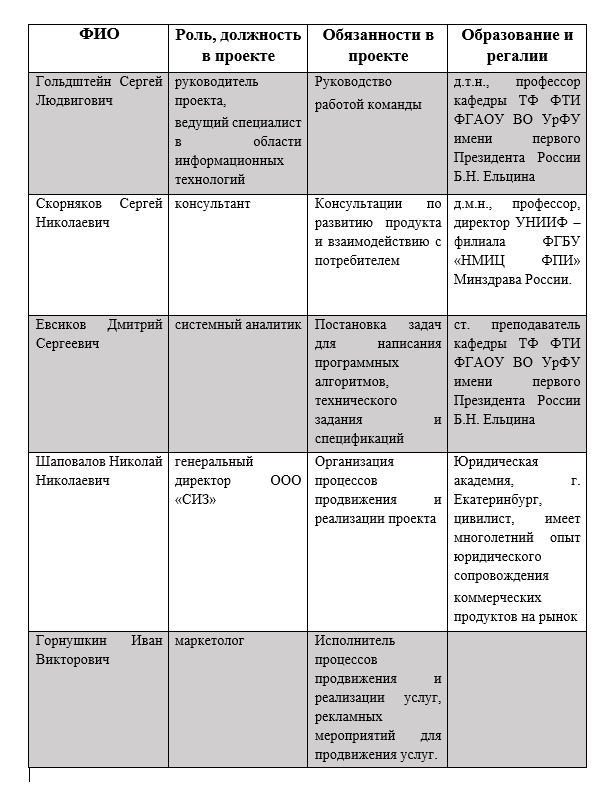 ФИО
Роль, должность
в проекте
Обязанности в
проекте
Образование и
регалии
Гольдштейн Сергей
Людвигович
руководитель
проекта,
ведущий специалист
в области
информационных
технологий
Руководство
работой команды
д.т.н., профессор
кафедры ТФ ФТИ
ФГАОУ ВО УрФУ
имени первого
Президента России
Б.Н. Ельцина
Скорняков Сергей
Николаевич
консультант
Консультации по
развитию продукта
и взаимодействию с
потребителем
д.м.н., профессор,
директор УНИИФ –
филиала ФГБУ
«НМИЦ ФПИ»
Минздрава России.
Евсиков Дмитрий
Сергеевич
системный аналитик
Постановка задач
для написания
программных
алгоритмов,
технического
задания и
спецификаций
ст. преподаватель
кафедры ТФ ФТИ
ФГАОУ ВО УрФУ
имени первого
Президента России
Б.Н. Ельцина
Шаповалов Николай
Николаевич
генеральный
директор ООО
«СИЗ»
Организация
процессов
продвижения и
реализации проекта
Юридическая
академия, г.
Екатеринбург,
цивилист, имеет
многолетний опыт
юридического
сопровождения
коммерческих
продуктов на рынок
Горнушкин Иван
Викторович
маркетолог
Исполнитель
процессов
продвижения и
реализации услуг,
рекламных
мероприятий для
продвижения услуг.